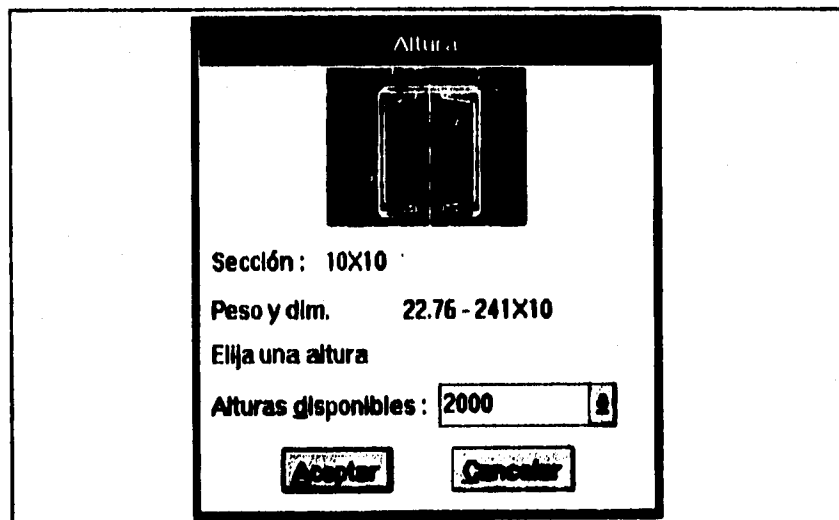 Altura
Sección : 10X10
Peso y dim. 22.76 - 241X10
Elija una altura
Alturas disponibles : 2000
Aceptar Cancelar